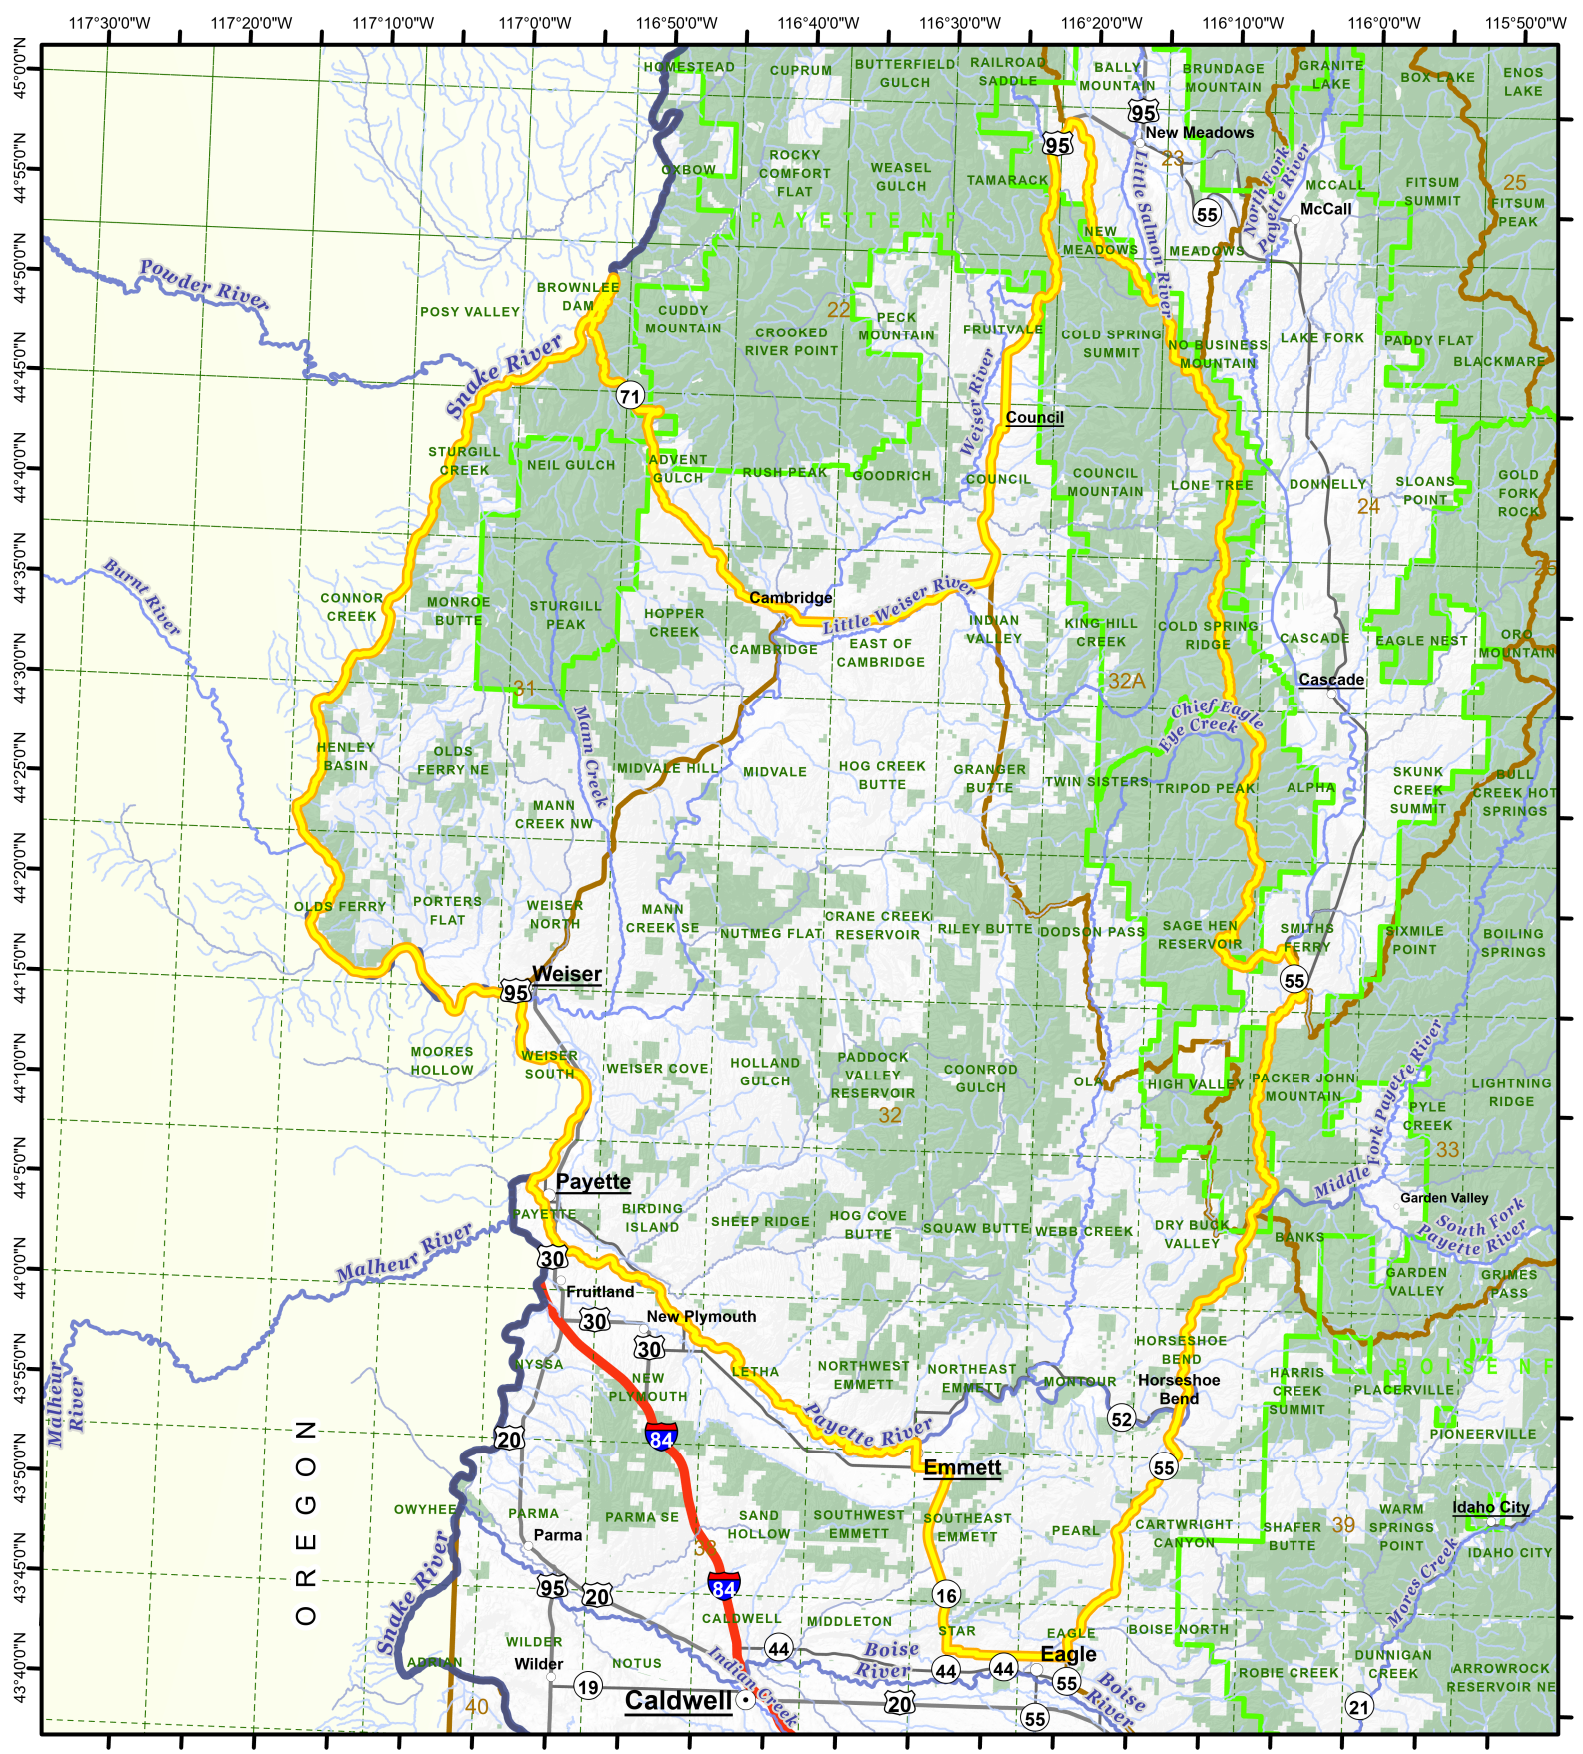 117°30'0"W
117°20'0"W
117°10'0"W
117°0'0"W
116°50'0"W
116°40'0"W
116°30'0"W
116°20'0"W
116°10'0"W
116°0'0"W
115°50'0"W
45°0'0"N
44°55'0"N
44°50'0"N
44°45'0"N
44°40'0"N
44°35'0"N
44°30'0"N
44°25'0"N
44°20'0"N
44°15'0"N
44°10'0"N
44°5'0"N
44°0'0"N
43°55'0"N
43°50'0"N
43°45'0"N
43°40'0"N
HOMESTEAD
CUPRUM
BUTTERFIELD
GULCH
RAILROAD
SADDLE
BALLY
MOUNTAIN
BRUNDAGE
MOUNTAIN
GRANITE
LAKE
BOX LAKE
ENOS
LAKE
95
New Meadows
95
23
OXBOW
ROCKY
COMFORT
FLAT
WEASEL
GULCH
TAMARACK
Little Salmon River
North Fork
Payette River
MCCALL
McCall
55
FITSUM
SUMMIT
25
FITSUM
PEAK
PAYETTE NF
NEW
MEADOWS
MEADOWS
Powder River
POSY VALLEY
BROWNLEE
DAM
CUDDY
MOUNTAIN
22
CROOKED
RIVER POINT
PECK
MOUNTAIN
FRUITVALE
COLD SPRING
SUMMIT
NO BUSINESS
MOUNTAIN
LAKE FORK
PADDY FLAT
BLACKMARE
Snake River
71
Weiser River
Council
STURGILL
CREEK
NEIL GULCH
ADVENT
GULCH
RUSH PEAK
GOODRICH
COUNCIL
COUNCIL
MOUNTAIN
LONE TREE
DONNELLY
24
SLOANS
POINT
GOLD
FORK
ROCK
Burnt River
CONNOR
CREEK
MONROE
BUTTE
STURGILL
PEAK
HOPPER
CREEK
Cambridge
CAMBRIDGE
Little Weiser River
EAST OF
CAMBRIDGE
INDIAN
VALLEY
KING HILL
CREEK
COLD SPRING
RIDGE
CASCADE
Cascade
EAGLE NEST
ORO
MOUNTAIN
31
32A
Chief Eagle
Eye Creek
HENLEY
BASIN
OLDS
FERRY NE
Mann Creek
MANN
CREEK NW
MIDVALE HILL
MIDVALE
HOG CREEK
BUTTE
GRANGER
BUTTE
TWIN SISTERS
TRIPOD PEAK
ALPHA
SKUNK
CREEK
SUMMIT
BULL
CREEK HOT
SPRINGS
OLDS FERRY
PORTERS
FLAT
WEISER
NORTH
MANN
CREEK SE
NUTMEG FLAT
CRANE CREEK
RESERVOIR
RILEY BUTTE
DODSON PASS
SAGE HEN
RESERVOIR
SMITHS
FERRY
SIXMILE
POINT
BOILING
SPRINGS
95
Weiser
55
MOORES
HOLLOW
WEISER
SOUTH
WEISER COVE
HOLLAND
GULCH
PADDOCK
VALLEY
RESERVOIR
32
COONROD
GULCH
OLA
HIGH VALLEY
PACKER JOHN
MOUNTAIN
Middle Fork Payette River
PYLE
CREEK
LIGHTNING
RIDGE
33
Payette
PAYETTE
BIRDING
ISLAND
SHEEP RIDGE
HOG COVE
BUTTE
SQUAW BUTTE
WEBB CREEK
DRY BUCK
VALLEY
BANKS
Garden Valley
South Fork
Payette River
GARDEN
VALLEY
GRIMES
PASS
Malheur River
30
Fruitland
30
New Plymouth
30
Malheur
River
NYSSA
NEW
PLYMOUTH
LETHA
NORTHWEST
EMMETT
NORTHEAST
EMMETT
MONTOUR
HORSESHOE
BEND
Horseshoe
Bend
HARRIS
CREEK
SUMMIT
BOISE NF
PLACERVILLE
PIONEERVILLE
20
84
Payette River
52
55
Emmett
OREGON
OWYHEE
PARMA
Parma
PARMA SE
38
SAND
HOLLOW
SOUTHWEST
EMMETT
SOUTHEAST
EMMETT
PEARL
CARTWRIGHT
CANYON
SHAFER
BUTTE
39
WARM
SPRINGS
POINT
Idaho City
IDAHO CITY
Snake River
95
20
84
16
Mores Creek
CALDWELL
MIDDLETON
STAR
EAGLE
BOISE NORTH
ADRIAN
WILDER
Wilder
NOTUS
44
Boise
River
44
44
Eagle
55
Boise
River
ROBIE CREEK
DUNNIGAN
CREEK
ARROWROCK
RESERVOIR NE
40
19
Caldwell
Indian Creek
20
55
21